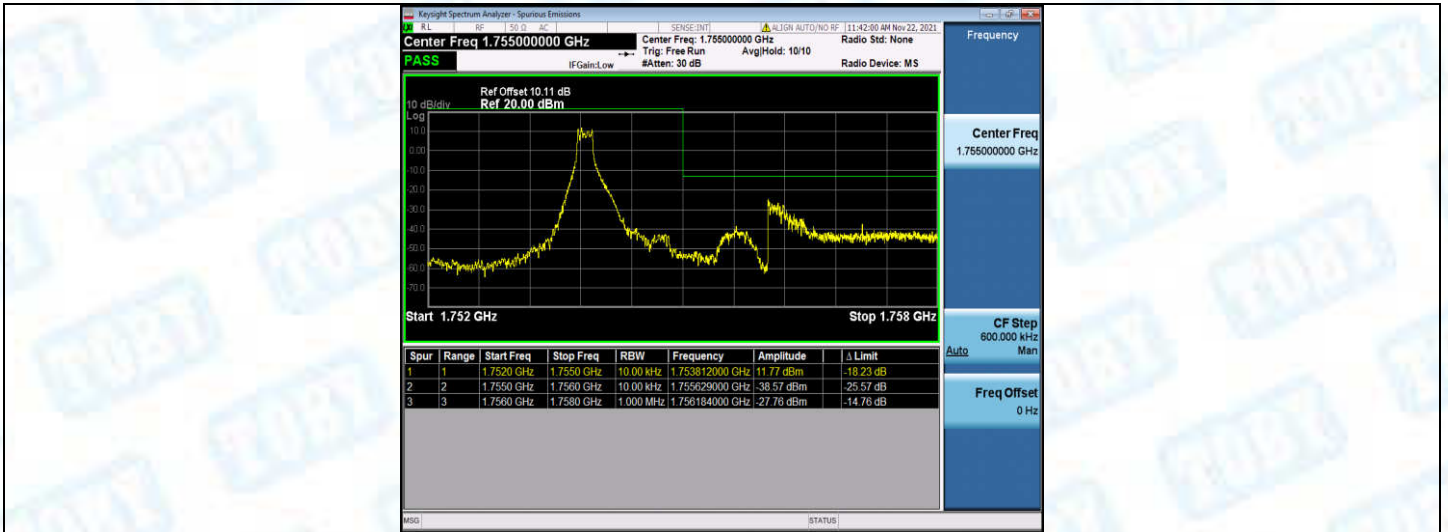 Keysight Spectrum Analyzer - Spurious Emissions
RL RF 50 Ω AC SENSE:INT ALIGN AUTO/NO RF 11:42:00 AM Nov 22, 2021
Center Freq 1.755000000 GHz Center Freq: 1.755000000 GHz Radio Std: None
Trig: Free Run Avg|Hold: 10/10
PASS IFGain:Low #Atten: 30 dB Radio Device: MS
Frequency
Ref Offset 10.11 dB
10 dB/div Ref 20.00 dBm
Log
10.0
0.00
-10.0
-20.0
-30.0
-40.0
-50.0
-60.0
-70.0
Start 1.752 GHz Stop 1.758 GHz
Center Freq
1.755000000 GHz
CF Step
600.000 kHz
Auto Man
Freq Offset
0 Hz
Spur Range Start Freq Stop Freq RBW Frequency Amplitude Δ Limit
1 1 1.7520 GHz 1.7550 GHz 10.00 kHz 1.753812000 GHz 11.77 dBm -18.23 dB
2 2 1.7550 GHz 1.7560 GHz 10.00 kHz 1.755629000 GHz -38.57 dBm -25.57 dB
3 3 1.7560 GHz 1.7580 GHz 1.000 MHz 1.756184000 GHz -27.76 dBm -14.76 dB
MSG STATUS